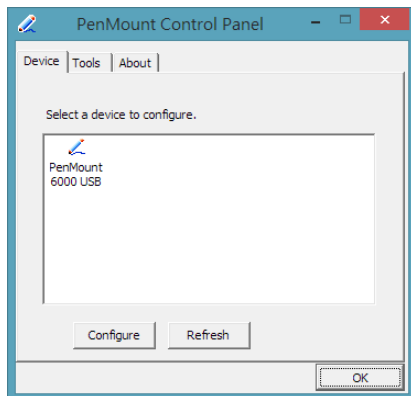 PenMount Control Panel
Device Tools About
Select a device to configure.
PenMount
6000 USB
Configure Refresh
OK